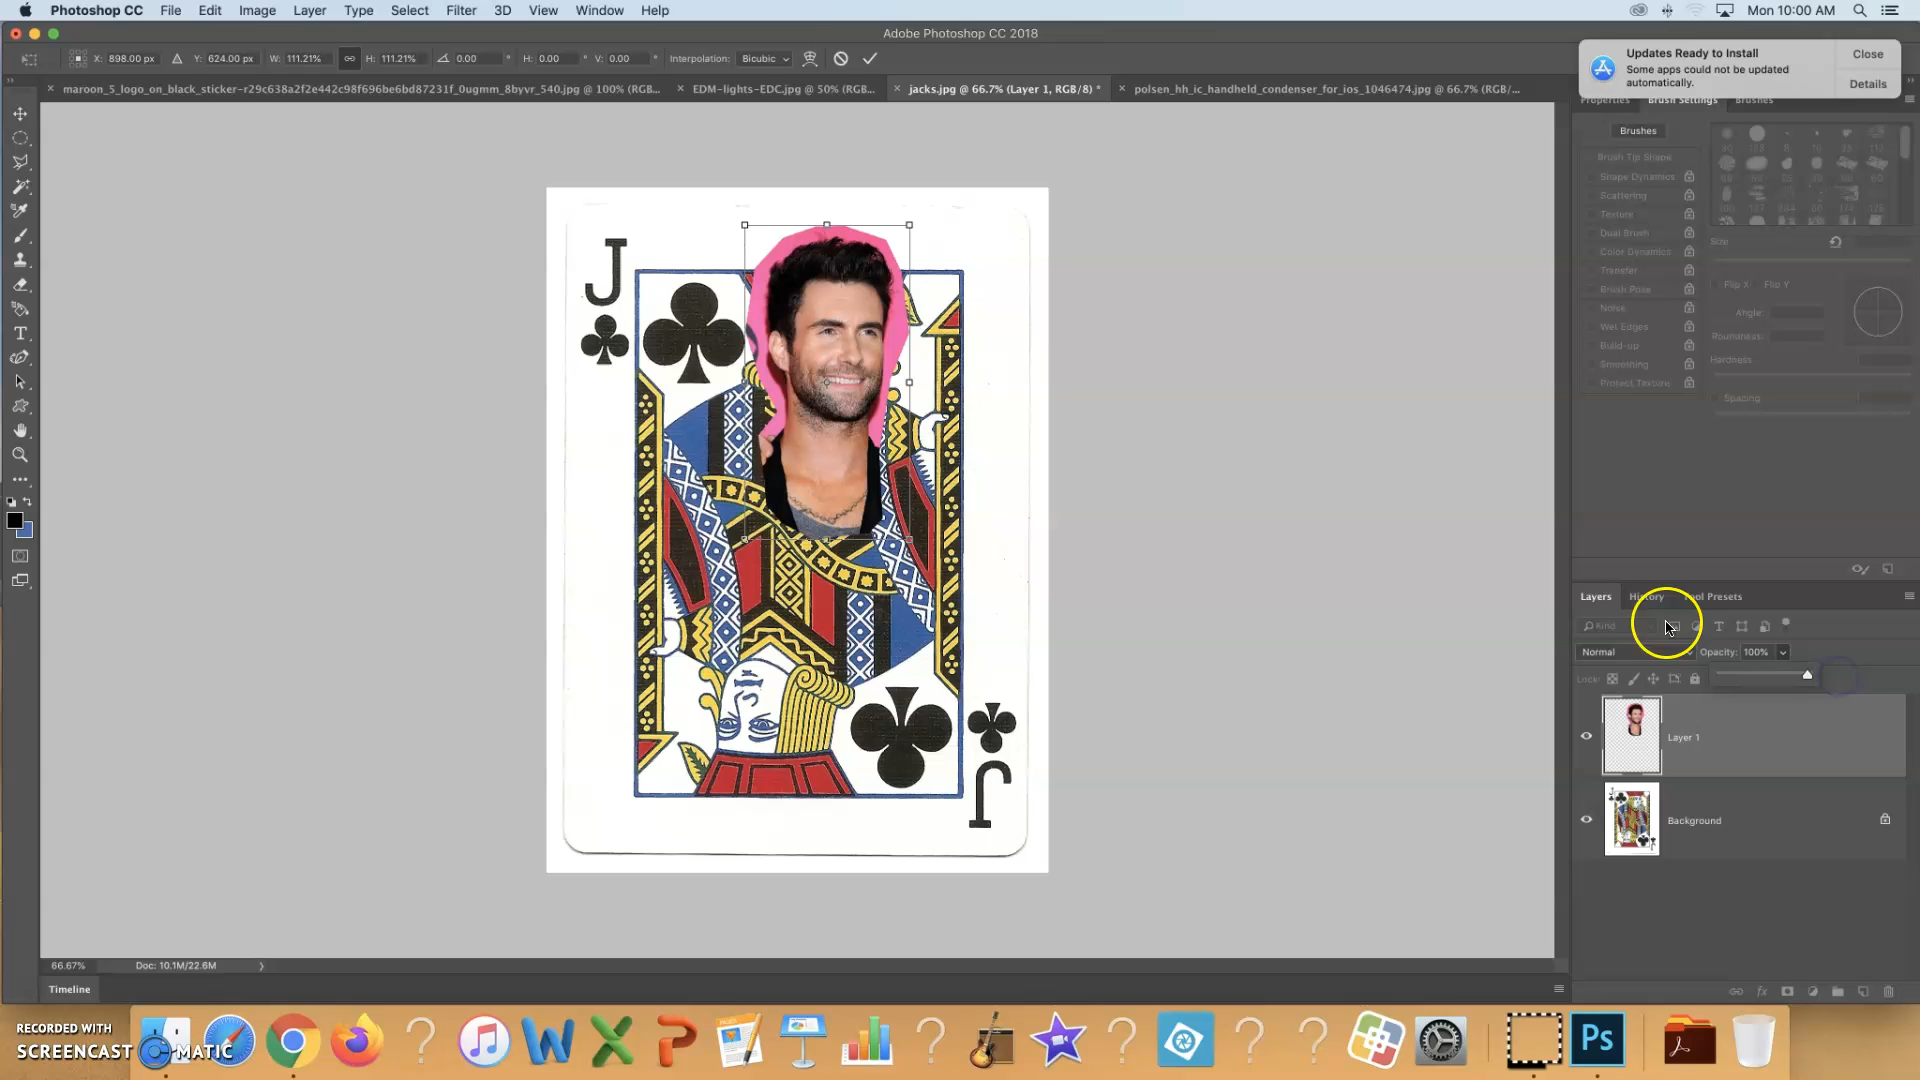 Photoshop CC File Edit Image Layer Type Select Filter 3D View Window Help Mon 10:00 AM
Adobe Photoshop CC 2018
X: 898.00 px Y: 624.00 px W: 111.21% H: 111.21% 0.00 ° H: 0.00 ° V: 0.00 ° Interpolation: Bicubic
Updates Ready to Install
Some apps could not be updated
automatically.
Close
Details
maroon_5_logo_on_black_sticker-r29c638a2f2e442c98f696be6bd87231f_0ugmm_8byvr_540.jpg @ 100% (RGB...
EDM-lights-EDC.jpg @ 50% (RGB...
jacks.jpg @ 66.7% (Layer 1, RGB/8) *
polsen_hh_ic_handheld_condenser_for_ios_1046474.jpg @ 66.7% (RGB/...
Properties Brush Settings Brushes
Brushes
Brush Tip Shape
Shape Dynamics
Scattering
Texture
Dual Brush
Color Dynamics
Transfer
Brush Pose
Noise
Wet Edges
Build-up
Smoothing
Protect Texture
Size
Flip X Flip Y
Angle:
Roundness:
Hardness
Spacing
J
J
Layers History Tool Presets
Kind
Normal Opacity: 100%
Lock:
Layer 1
Background
66.67% Doc: 10.1M/22.6M
Timeline
RECORDED WITH
SCREENCAST MATIC
Ps